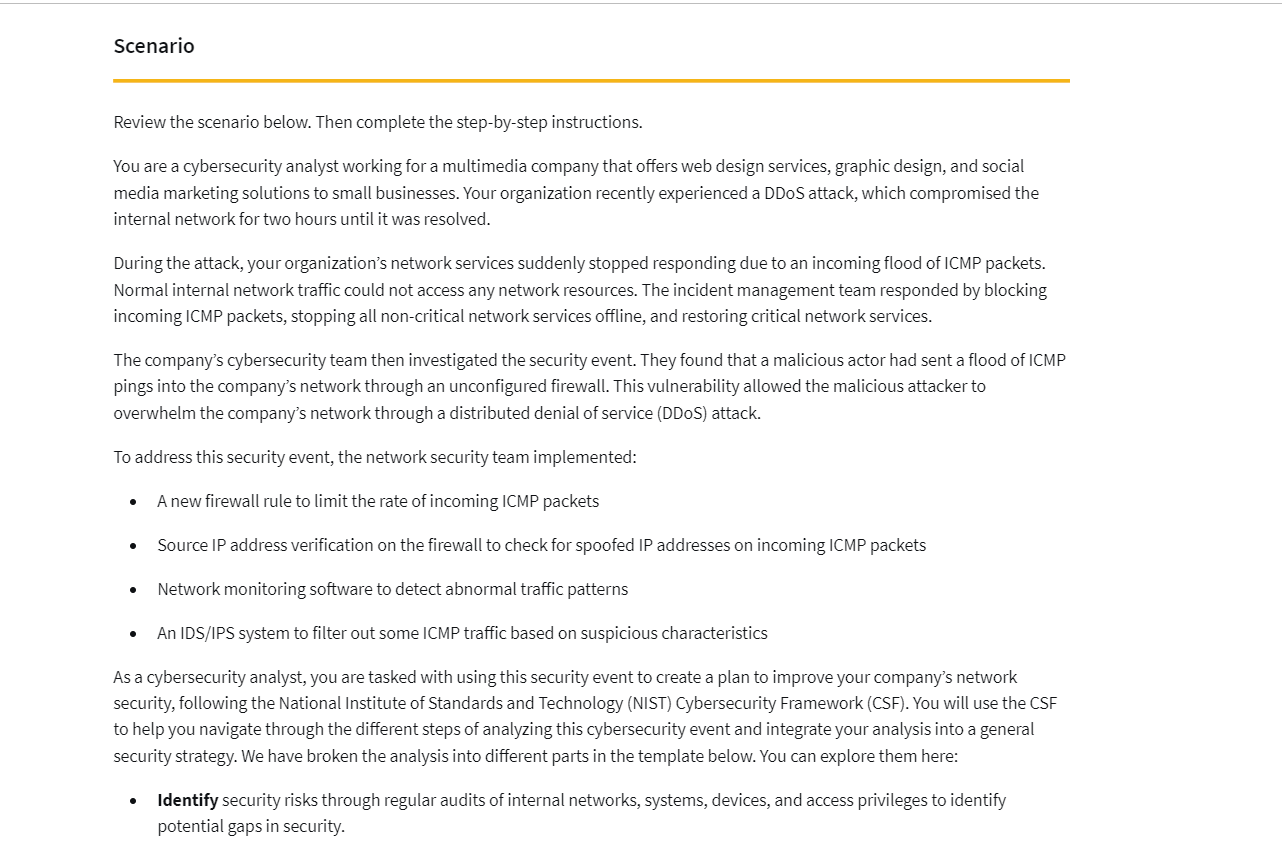 Scenario
Review the scenario below. Then complete the step-by-step instructions.
You are a cybersecurity analyst working for a multimedia company that offers web design services, graphic design, and social
media marketing solutions to small businesses. Your organization recently experienced a DDoS attack, which compromised the
internal network for two hours until it was resolved.
During the attack, your organization’s network services suddenly stopped responding due to an incoming flood of ICMP packets.
Normal internal network traffic could not access any network resources. The incident management team responded by blocking
incoming ICMP packets, stopping all non-critical network services offline, and restoring critical network services.
The company’s cybersecurity team then investigated the security event. They found that a malicious actor had sent a flood of ICMP
pings into the company’s network through an unconfigured firewall. This vulnerability allowed the malicious attacker to
overwhelm the company’s network through a distributed denial of service (DDoS) attack.
To address this security event, the network security team implemented:
• A new firewall rule to limit the rate of incoming ICMP packets
• Source IP address verification on the firewall to check for spoofed IP addresses on incoming ICMP packets
• Network monitoring software to detect abnormal traffic patterns
• An IDS/IPS system to filter out some ICMP traffic based on suspicious characteristics
As a cybersecurity analyst, you are tasked with using this security event to create a plan to improve your company’s network
security, following the National Institute of Standards and Technology (NIST) Cybersecurity Framework (CSF). You will use the CSF
to help you navigate through the different steps of analyzing this cybersecurity event and integrate your analysis into a general
security strategy. We have broken the analysis into different parts in the template below. You can explore them here:
• Identify security risks through regular audits of internal networks, systems, devices, and access privileges to identify
potential gaps in security.